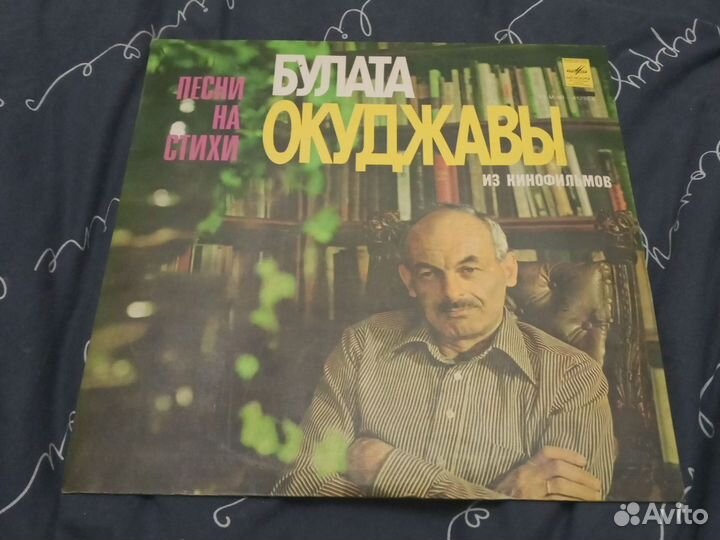 ПЕСНИ
НА
СТИХИ
БУЛАТА
ОКУДЖАВЫ
ИЗ КИНОФИЛЬМОВ
Avito